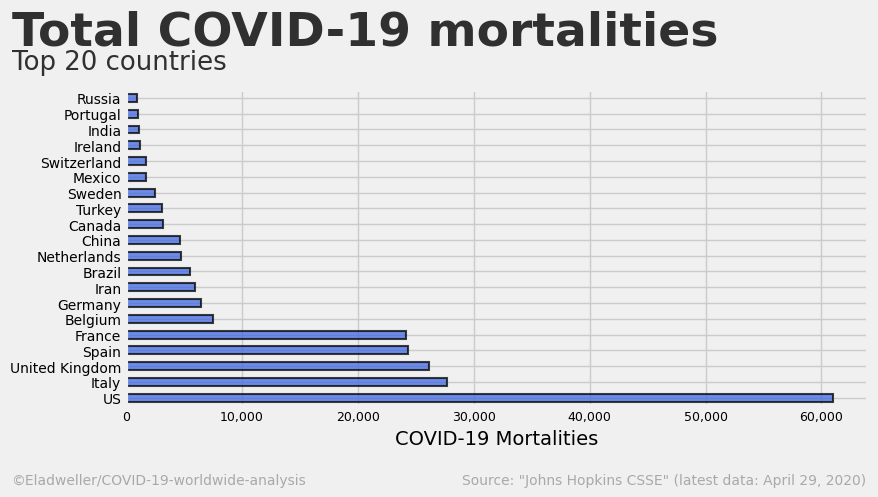 Total COVID-19 mortalities
Top 20 countries
Russia
Portugal
India
Ireland
Switzerland
Mexico
Sweden
Turkey
Canada
China
Netherlands
Brazil
Iran
Germany
Belgium
France
Spain
United Kingdom
Italy
US
0 10,000 20,000 30,000 40,000 50,000 60,000
COVID-19 Mortalities
©Eladweller/COVID-19-worldwide-analysis Source: "Johns Hopkins CSSE" (latest data: April 29, 2020)